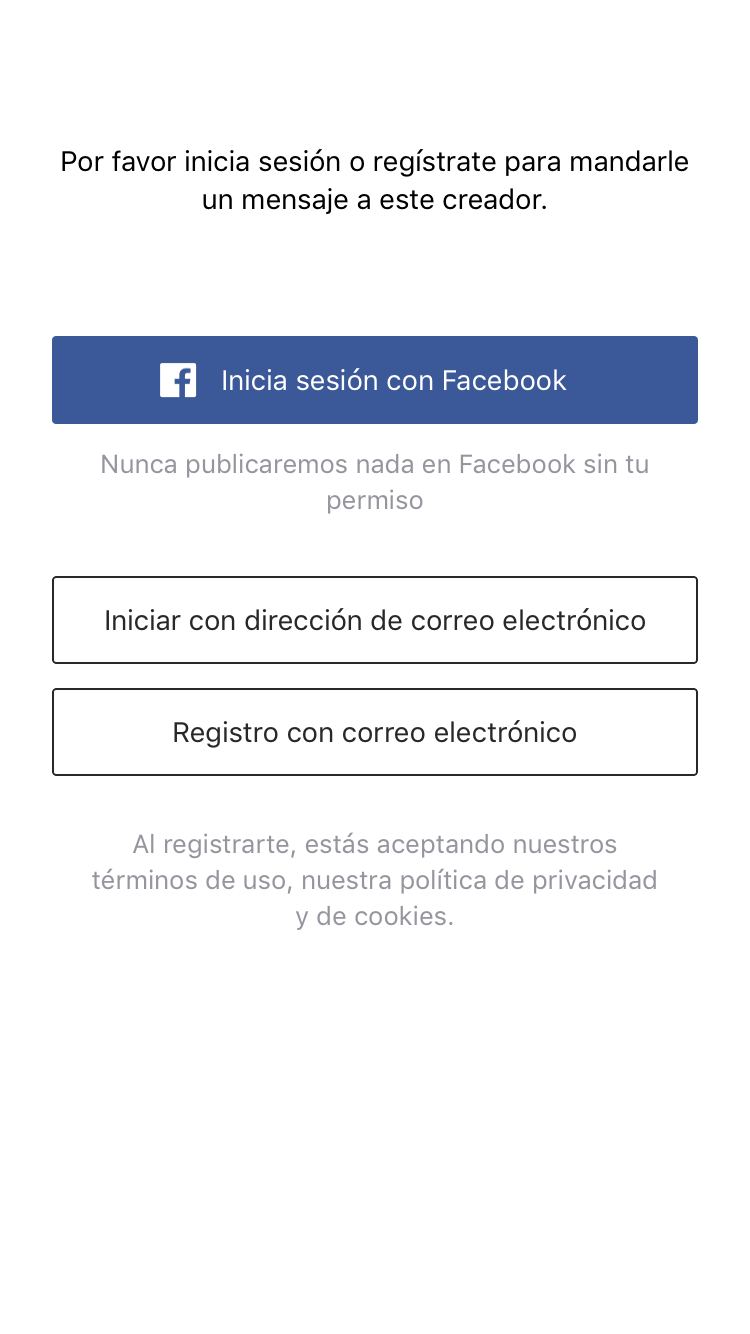 Por favor inicia sesión o regístrate para mandarle
un mensaje a este creador.
Inicia sesión con Facebook
Nunca publicaremos nada en Facebook sin tu
permiso
Iniciar con dirección de correo electrónico
Registro con correo electrónico
Al registrarte, estás aceptando nuestros
términos de uso, nuestra política de privacidad
y de cookies.